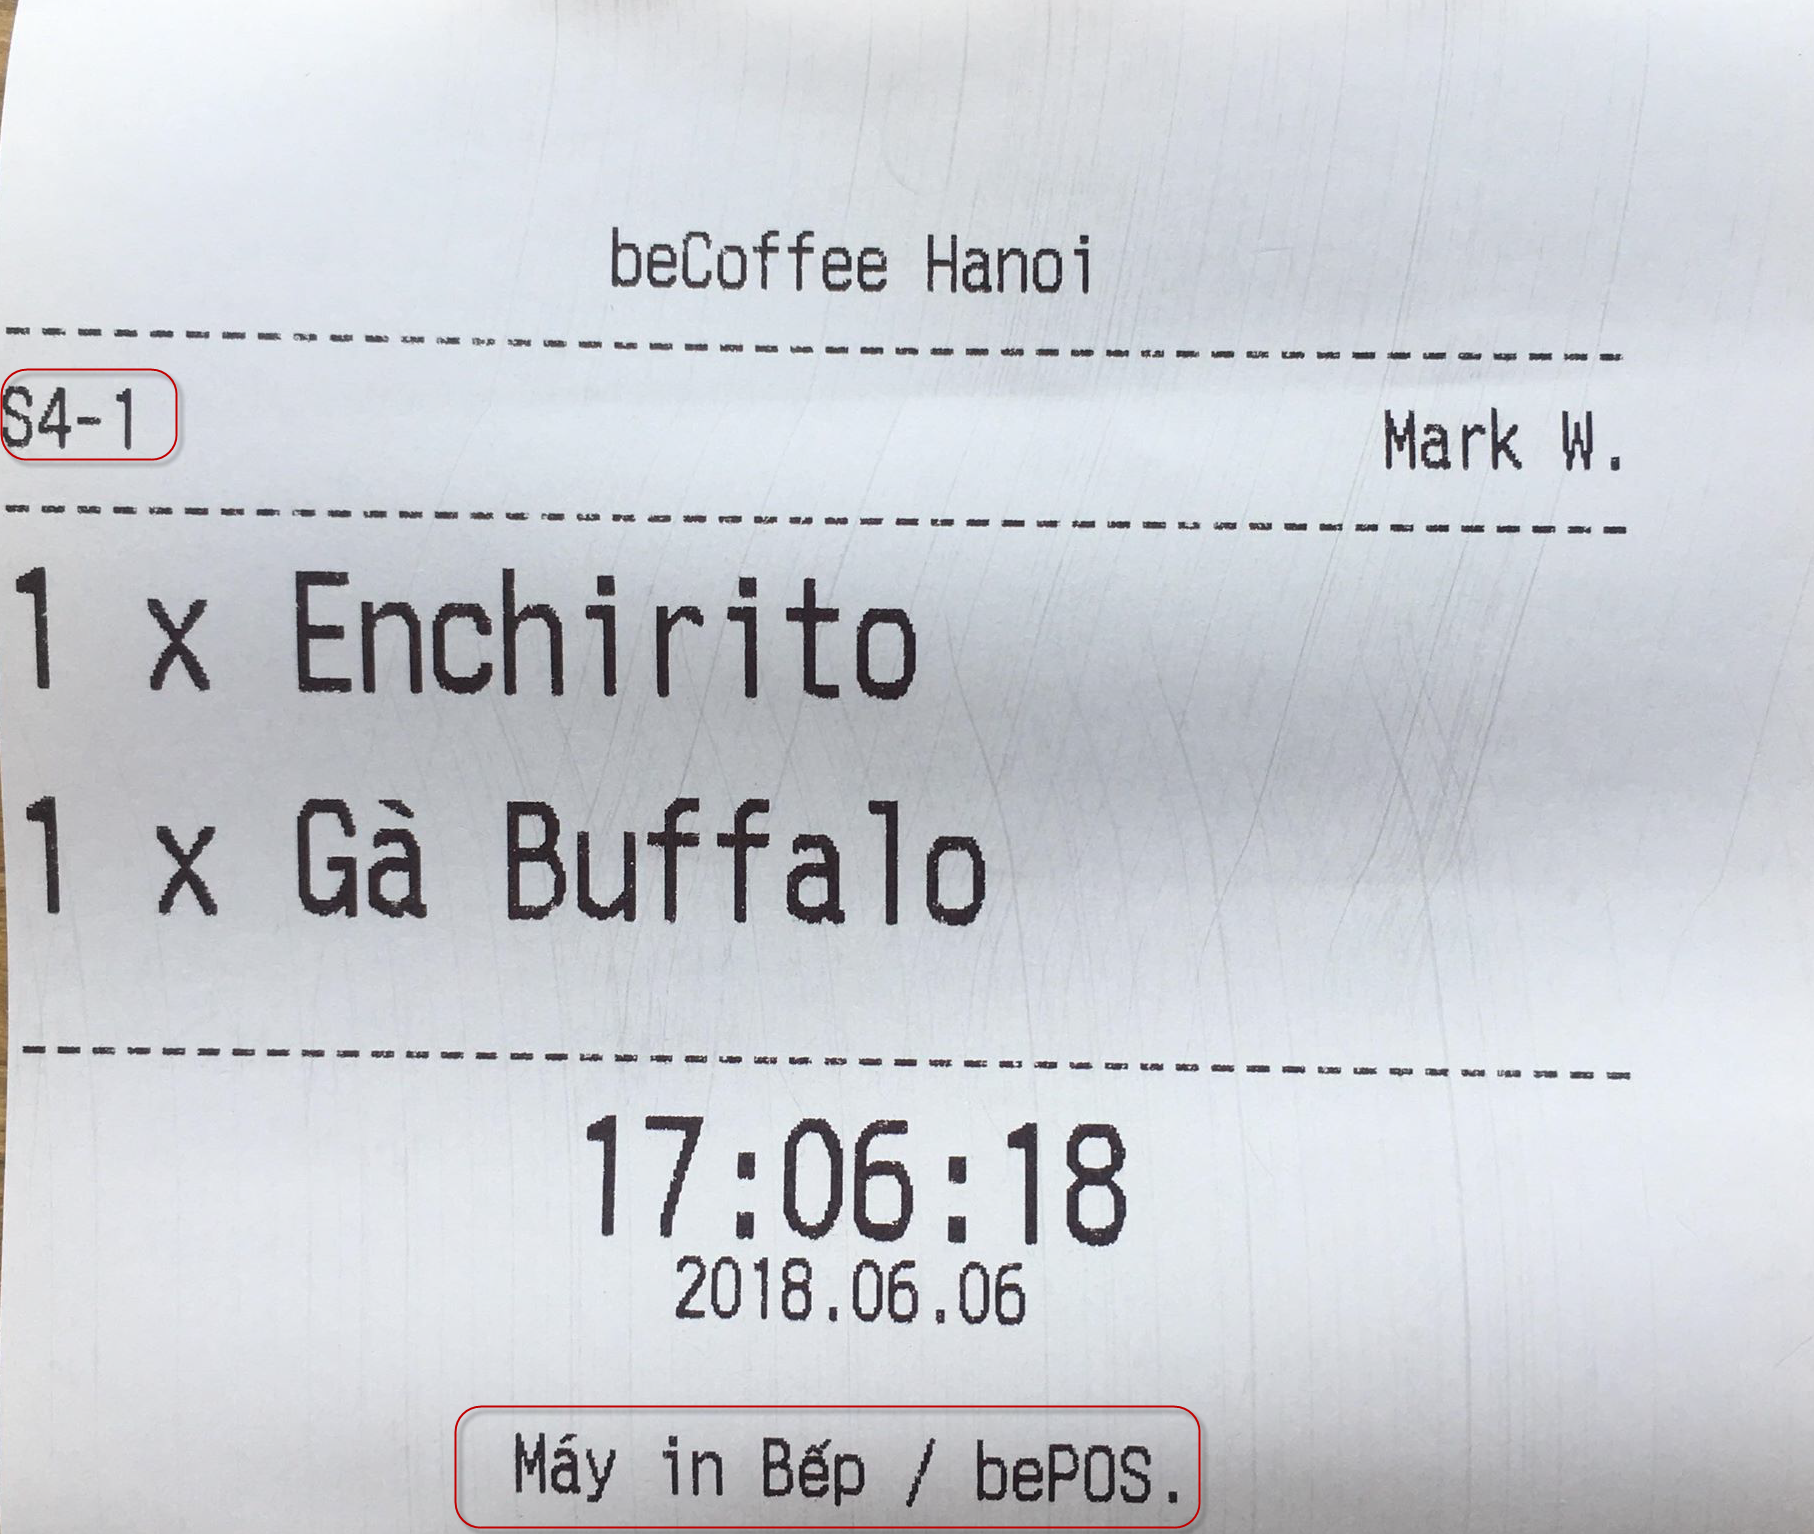 beCoffee Hanoi
S4-1 Mark W.
1 x Enchirito
1 x Gà Buffalo
17:06:18
2018.06.06
Máy in Bếp / bePOS.